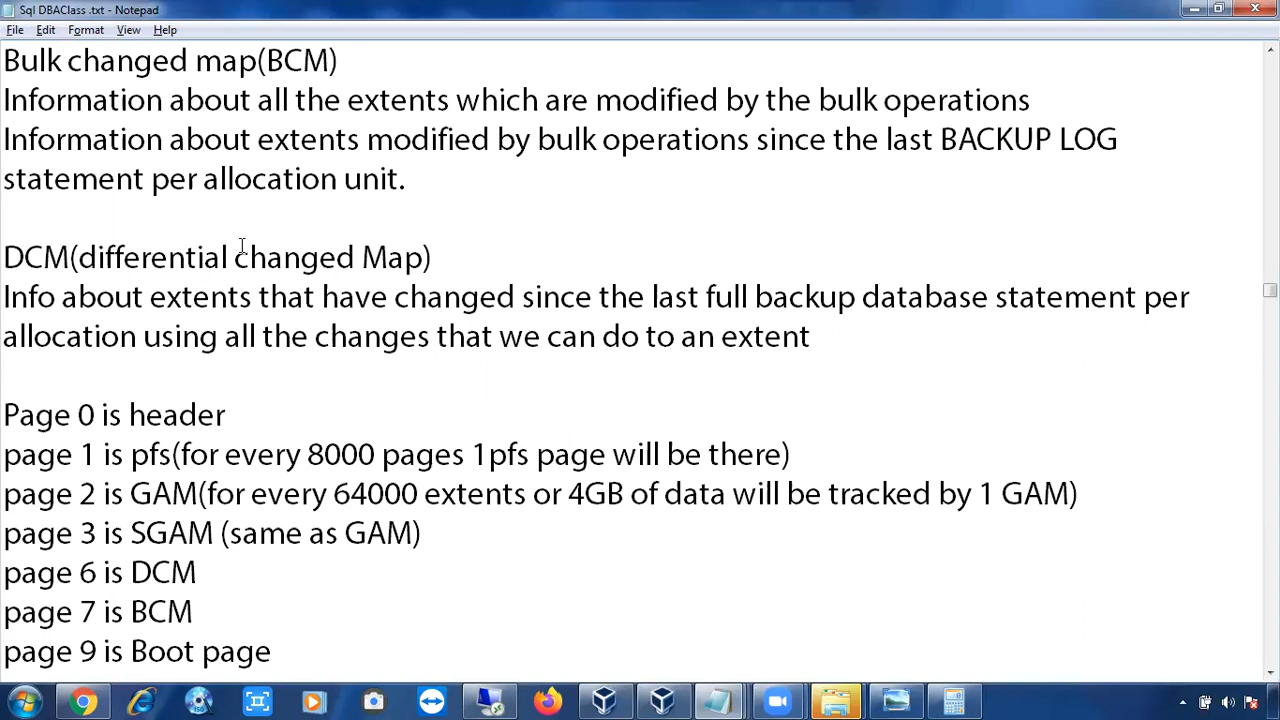 Sql DBAClass .txt - Notepad
File Edit Format View Help
Bulk changed map(BCM)
Information about all the extents which are modified by the bulk operations
Information about extents modified by bulk operations since the last BACKUP LOG
statement per allocation unit.
DCM(differential changed Map)
Info about extents that have changed since the last full backup database statement per
allocation using all the changes that we can do to an extent
Page 0 is header
page 1 is pfs(for every 8000 pages 1pfs page will be there)
page 2 is GAM(for every 64000 extents or 4GB of data will be tracked by 1 GAM)
page 3 is SGAM (same as GAM)
page 6 is DCM
page 7 is BCM
page 9 is Boot page